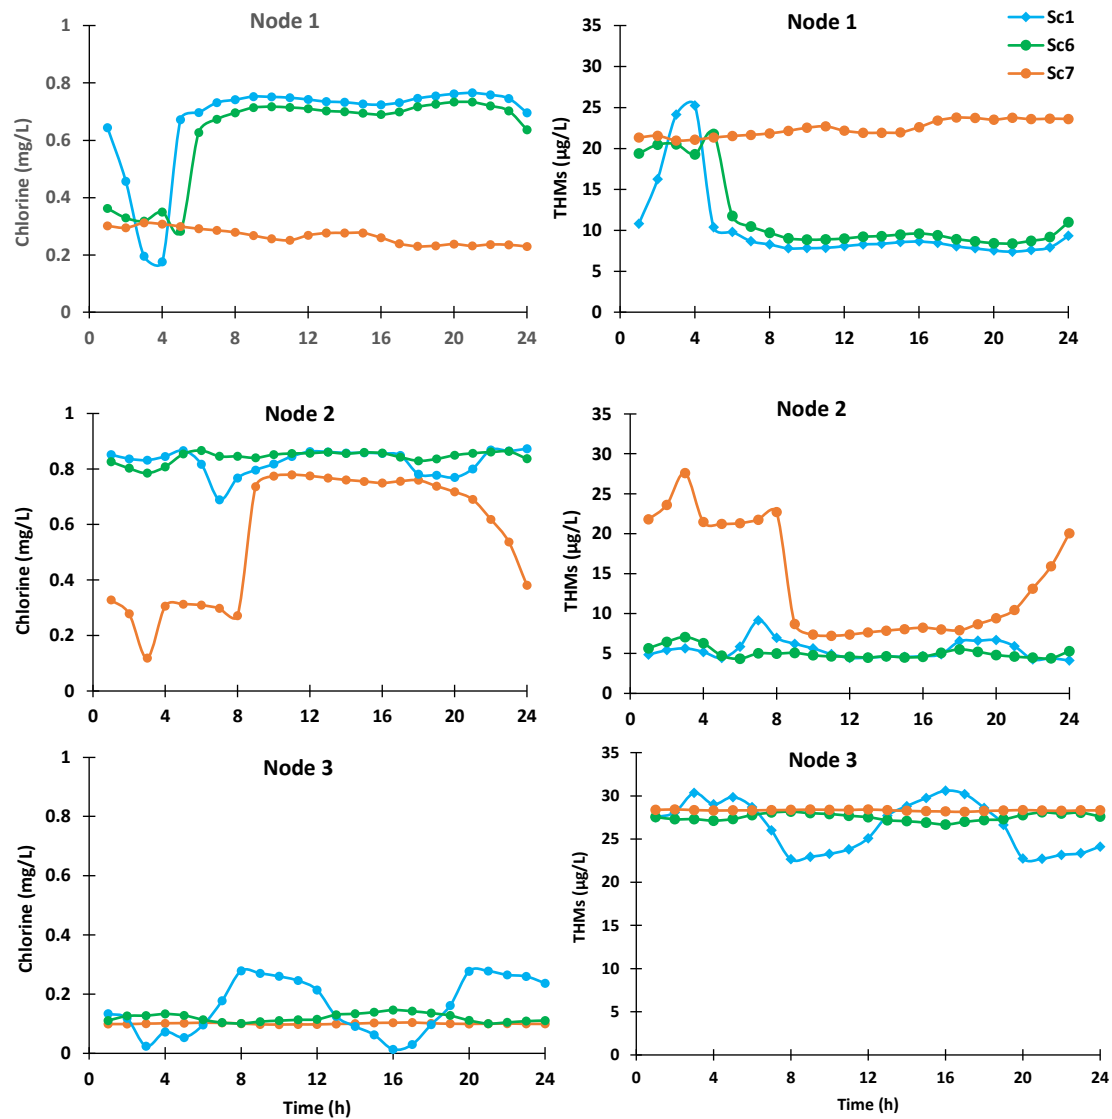 Node 1
Chlorine (mg/L)
1
0.8
0.6
0.4
0.2
0
0 4 8 12 16 20 24
Node 1
Sc1
Sc6
Sc7
THMs (µg/L)
35
30
25
20
15
10
5
0
0 4 8 12 16 20 24
Node 2
Chlorine (mg/L)
1
0.8
0.6
0.4
0.2
0
0 4 8 12 16 20 24
Node 2
THMs (µg/L)
35
30
25
20
15
10
5
0
0 4 8 12 16 20 24
Node 3
Chlorine (mg/L)
1
0.8
0.6
0.4
0.2
0
0 4 8 12 16 20 24
Time (h)
Node 3
THMs (µg/L)
35
30
25
20
15
10
5
0
0 4 8 12 16 20 24
Time (h)